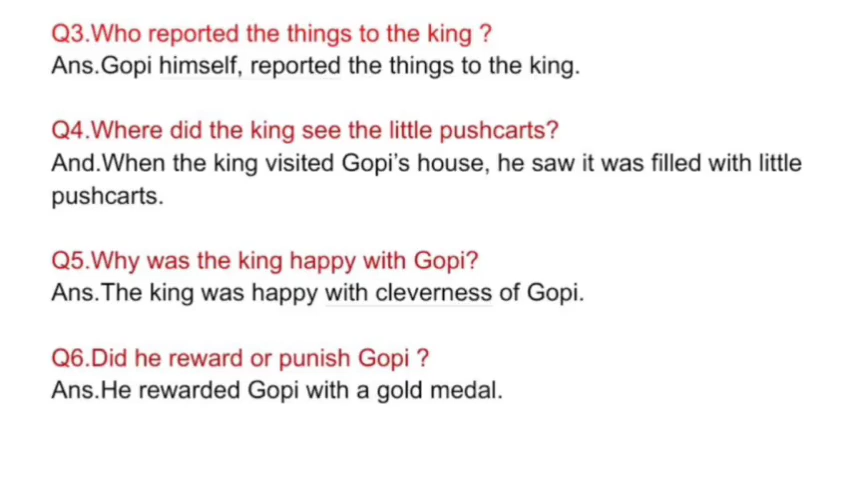 Q3.Who reported the things to the king ?
Ans.Gopi himself, reported the things to the king.
Q4.Where did the king see the little pushcarts?
And.When the king visited Gopi's house, he saw it was filled with little
pushcarts.
Q5.Why was the king happy with Gopi?
Ans.The king was happy with cleverness of Gopi.
Q6.Did he reward or punish Gopi ?
Ans.He rewarded Gopi with a gold medal.